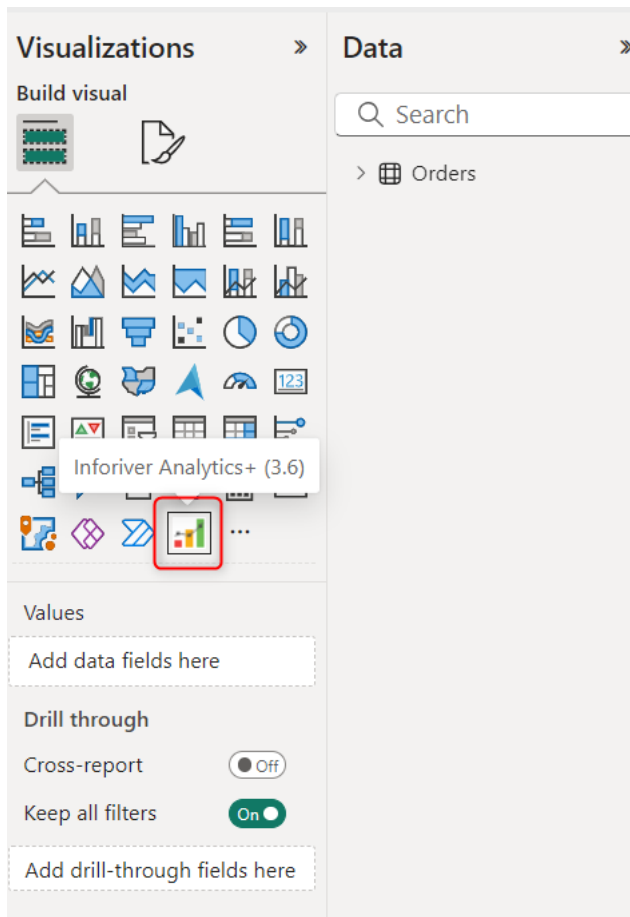 Visualizations
Data
Build visual
Search
Orders
123
Inforiver Analytics+ (3.6)
Values
Add data fields here
Drill through
Cross-report
Off
Keep all filters
On
Add drill-through fields here